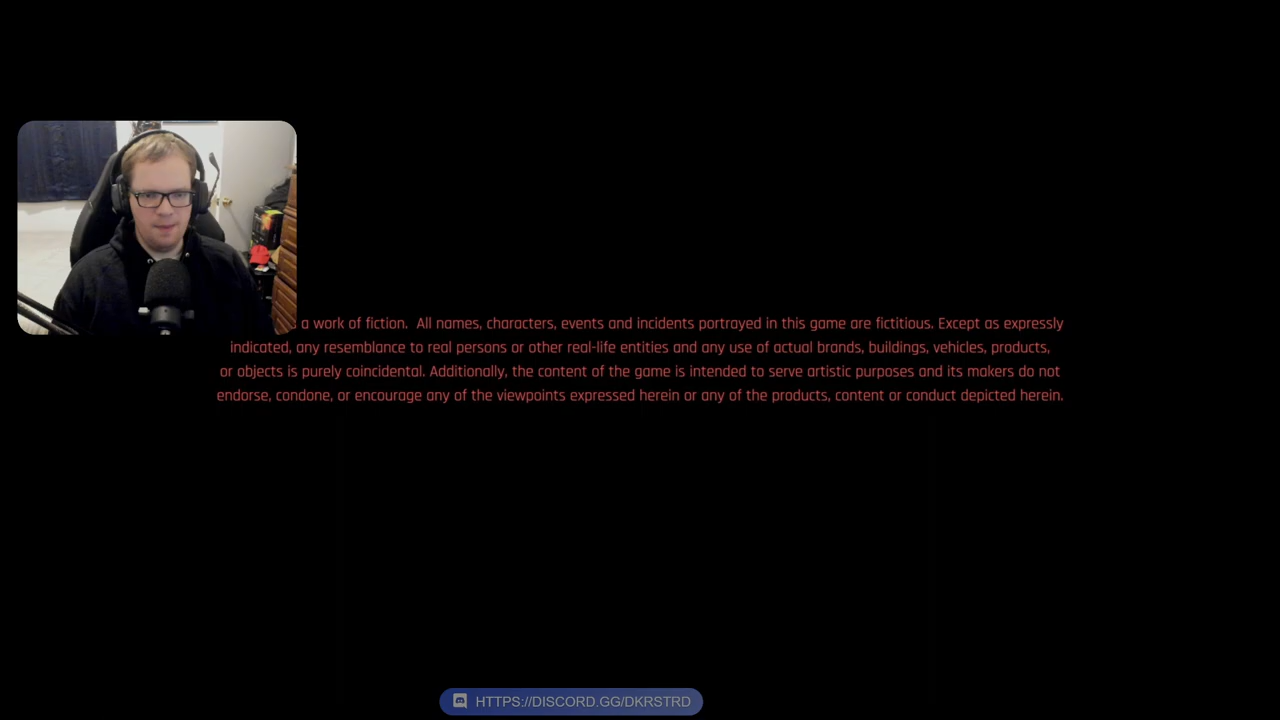 a work of fiction.  All names, characters, events and incidents portrayed in this game are fictitious. Except as expressly
indicated, any resemblance to real persons or other real-life entities and any use of actual brands, buildings, vehicles, products,
or objects is purely coincidental. Additionally, the content of the game is intended to serve artistic purposes and its makers do not
endorse, condone, or encourage any of the viewpoints expressed herein or any of the products, content or conduct depicted herein.
HTTPS://DISCORD.GG/DKRSTRD